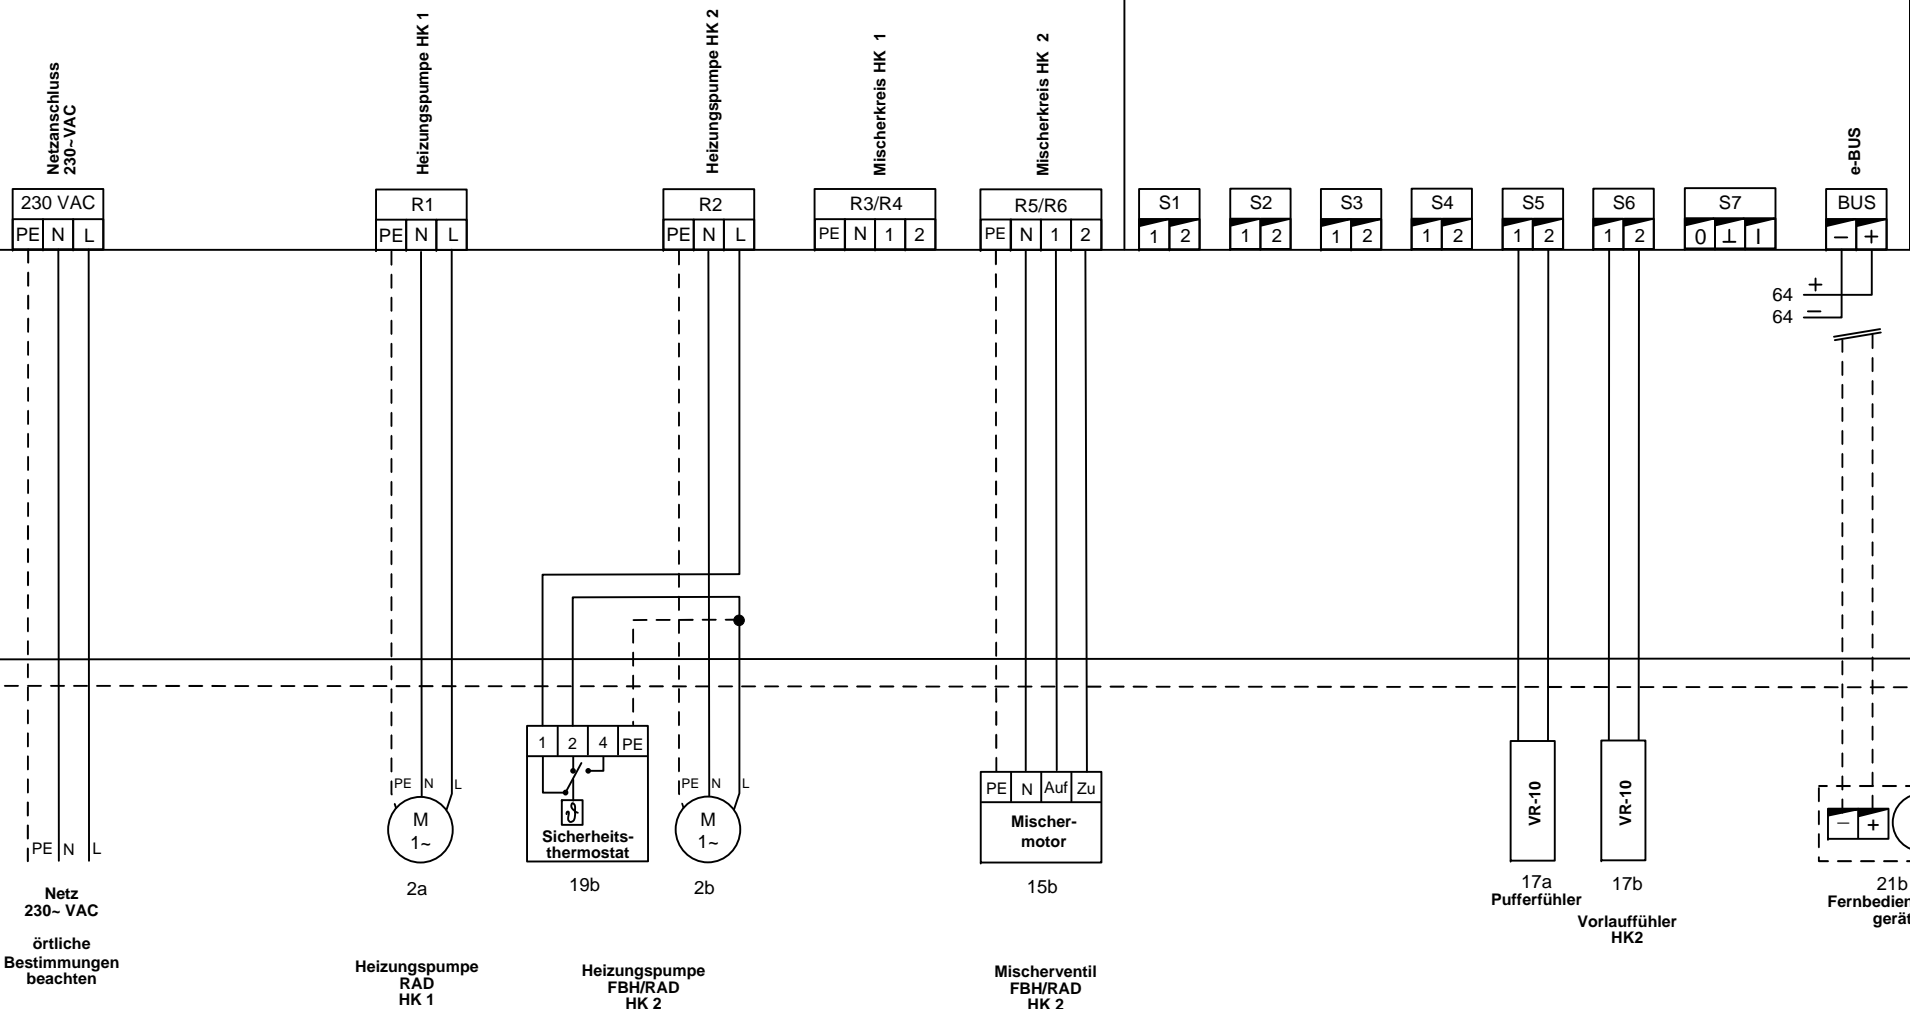 Netzanschluss
230~VAC
Heizungspumpe HK 1
Heizungspumpe HK 2
Mischerkreis HK 1
Mischerkreis HK 2
e-BUS
230 VAC
R1
R2
R3/R4
R5/R6
S1
S2
S3
S4
S5
S6
S7
BUS
PE N L
PE N L
PE N L
PE N 1 2
PE N 1 2
1 2
1 2
1 2
1 2
1 2
1 2
0 ⊥ I
− +
64 +
64 −
1 2 4 PE
PE N L
PE N L
PE N L
ϑ
Sicherheits-
thermostat
M
1~
M
1~
PE N Auf Zu
Mischer-
motor
VR-10
VR-10
− +
2a
19b
2b
15b
17a
Pufferfühler
17b
Vorlauffühler
HK2
21b
Fernbedien
gerät
Netz
230~ VAC
örtliche
Bestimmungen
beachten
Heizungspumpe
RAD
HK 1
Heizungspumpe
FBH/RAD
HK 2
Mischerventil
FBH/RAD
HK 2